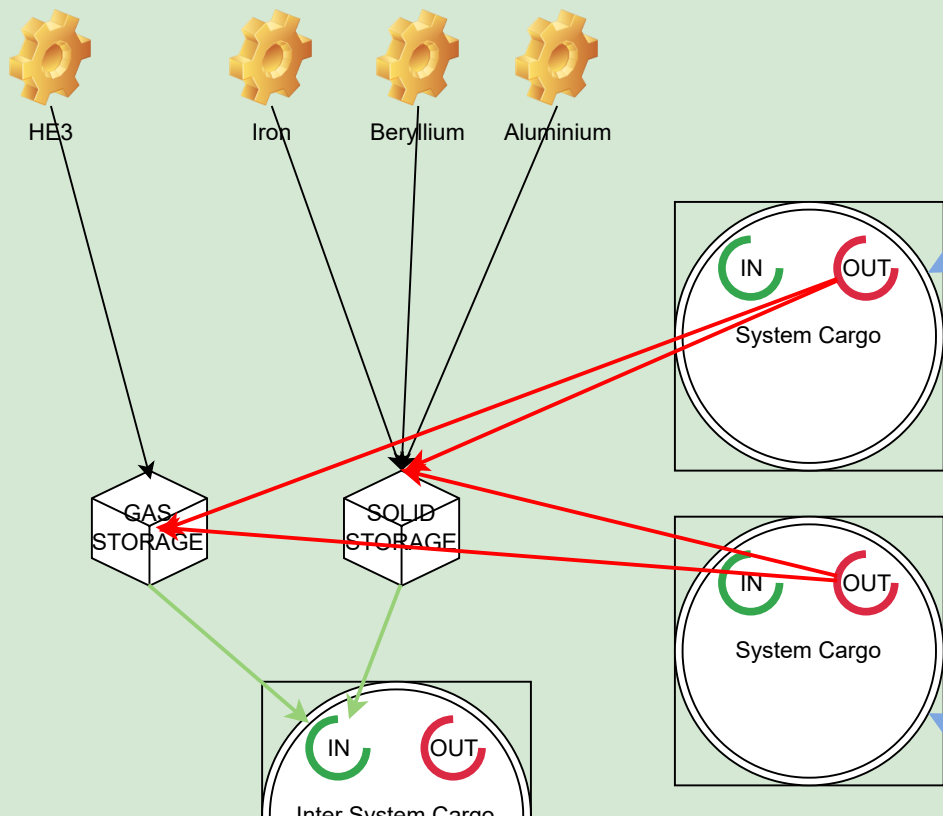 HE3
Iron
Beryllium
Aluminium
IN
OUT
System Cargo
GAS
STORAGE
SOLID
STORAGE
IN
OUT
System Cargo
IN
OUT
Inter System Cargo